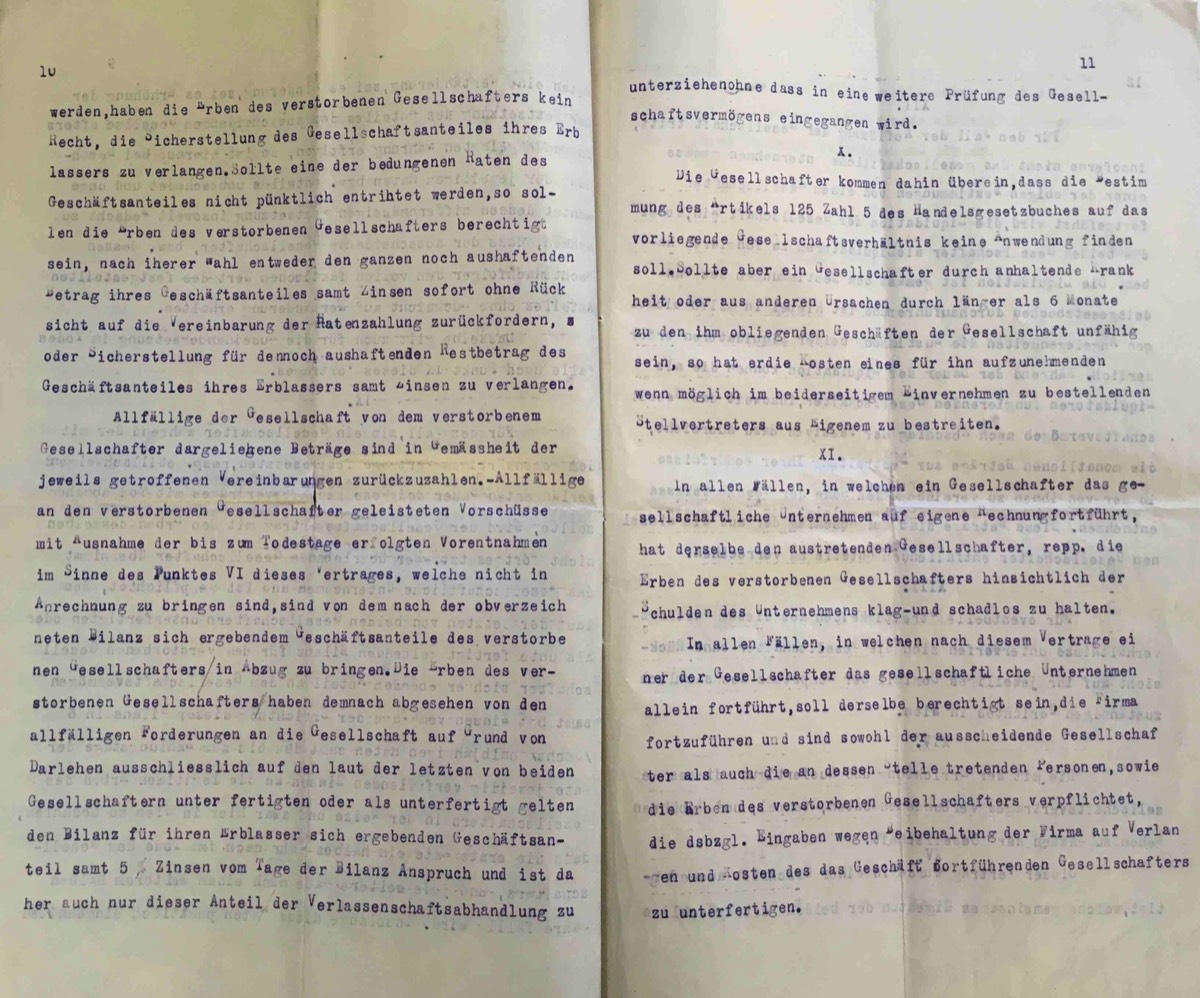 10
werden,haben die Erben des verstorbenen Gesellschafters kein
Recht, die Sicherstellung des Gesellschaftsanteiles ihres Erb
lassers zu verlangen.Sollte eine der bedungenen Raten des
Geschäftsanteiles nicht pünktlich entrihtet werden,so sol-
len die Erben des verstorbenen Gesellschafters berechtigt
sein, nach iherer Wahl entweder den ganzen noch aushaftenden
Betrag ihres Geschäftsanteiles samt Zinsen sofort ohne Rück
sicht auf die Vereinbarung der Ratenzahlung zurückfordern,
oder Sicherstellung für dennoch aushaftenden Restbetrag des
Geschäftsanteiles ihres Erblassers samt Zinsen zu verlangen.
Allfällige der Gesellschaft von dem verstorbenem
Gesellschafter dargeliehene Beträge sind in Gemässheit der
jeweils getroffenen Vereinbarungen zurückzuzahlen.-Allfällige
an den verstorbenen Gesellschafter geleisteten Vorschüsse
mit Ausnahme der bis zum Todestage erfolgten Vorentnahmen
im Sinne des Punktes VI dieses Vertrages, welche nicht in
Anrechnung zu bringen sind,sind von dem nach der obverzeich
neten Bilanz sich ergebendem Geschäftsanteile des verstorbe
nen Gesellschafters/in Abzug zu bringen.Die Erben des ver-
storbenen Gesellschafters/haben demnach abgesehen von den
allfälligen Forderungen an die Gesellschaft auf Grund von
Darlehen ausschliesslich auf den laut der letzten von beiden
Gesellschaftern unter fertigten oder als unterfertigt gelten
den Bilanz für ihren Erblasser sich ergebenden Geschäftsan-
teil samt 5 % Zinsen vom Tage der Bilanz Anspruch und ist da
her auch nur dieser Anteil der Verlassenschaftsabhandlung zu
11
unterziehenohne dass in eine weitere Prüfung des Gesell-
schaftsvermögens eingegangen wird.
X.
Die Gesellschafter kommen dahin überein,dass die Bestim
mung des Artikels 125 Zahl 5 des Handelsgesetzbuches auf das
vorliegende Gesellschaftsverhältnis keine Anwendung finden
soll.Sollte aber ein Gesellschafter durch anhaltende Krank
heit oder aus anderen Ursachen durch länger als 6 Monate
zu den ihm obliegenden Geschäften der Gesellschaft unfähig
sein, so hat erdie Kosten eines für ihn aufzunehmenden
wenn möglich im beiderseitigem Einvernehmen zu bestellenden
Stellvertreters aus Eigenem zu bestreiten.
XI.
In allen Fällen, in welchen ein Gesellschafter das ge-
sellschaftliche Unternehmen auf eigene Rechnungfortführt,
hat derselbe den austretenden Gesellschafter, repp. die
Erben des verstorbenen Gesellschafters hinsichtlich der
Schulden des Unternehmens klag-und schadlos zu halten.
In allen Fällen, in welchen nach diesem Vertrage ei
ner der Gesellschafter das gesellschaftliche Unternehmen
allein fortführt,soll derselbe berechtigt sein,die Firma
fortzuführen und sind sowohl der ausscheidende Gesellschaf
ter als auch die an dessen Stelle tretenden Personen,sowie
die Erben des verstorbenen Gesellschafters verpflichtet,
die dsbzgl. Eingaben wegen Beibehaltung der Firma auf Verlan
gen und Kosten des das Geschäft fortführenden Gesellschafters
zu unterfertigen.